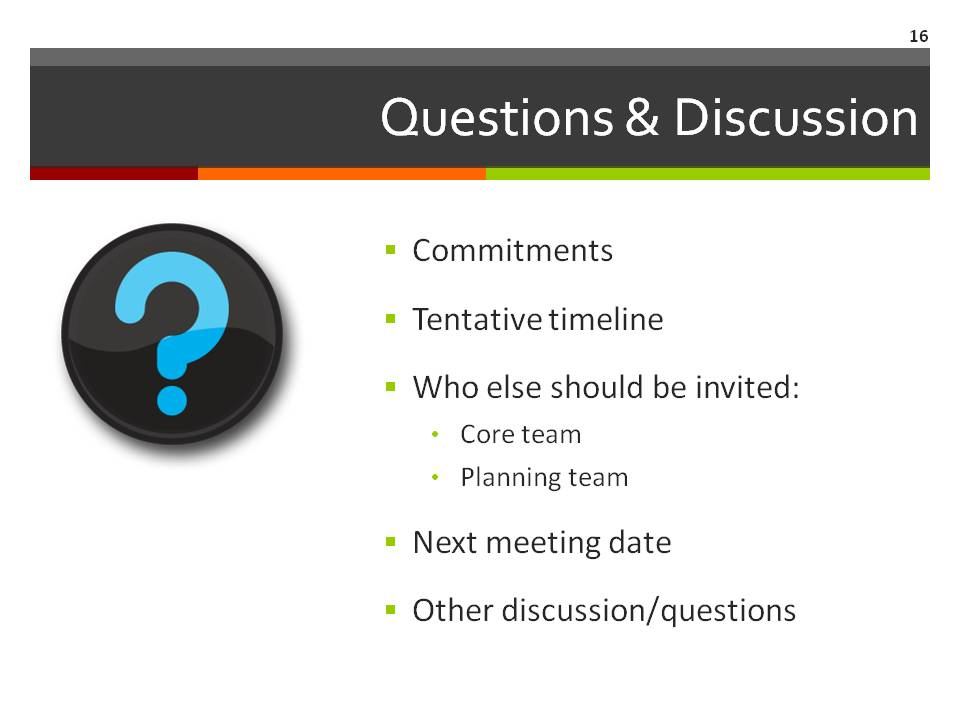 16
Questions & Discussion
Commitments
Tentative timeline
Who else should be invited:
Core team
Planning team
Next meeting date
Other discussion/questions